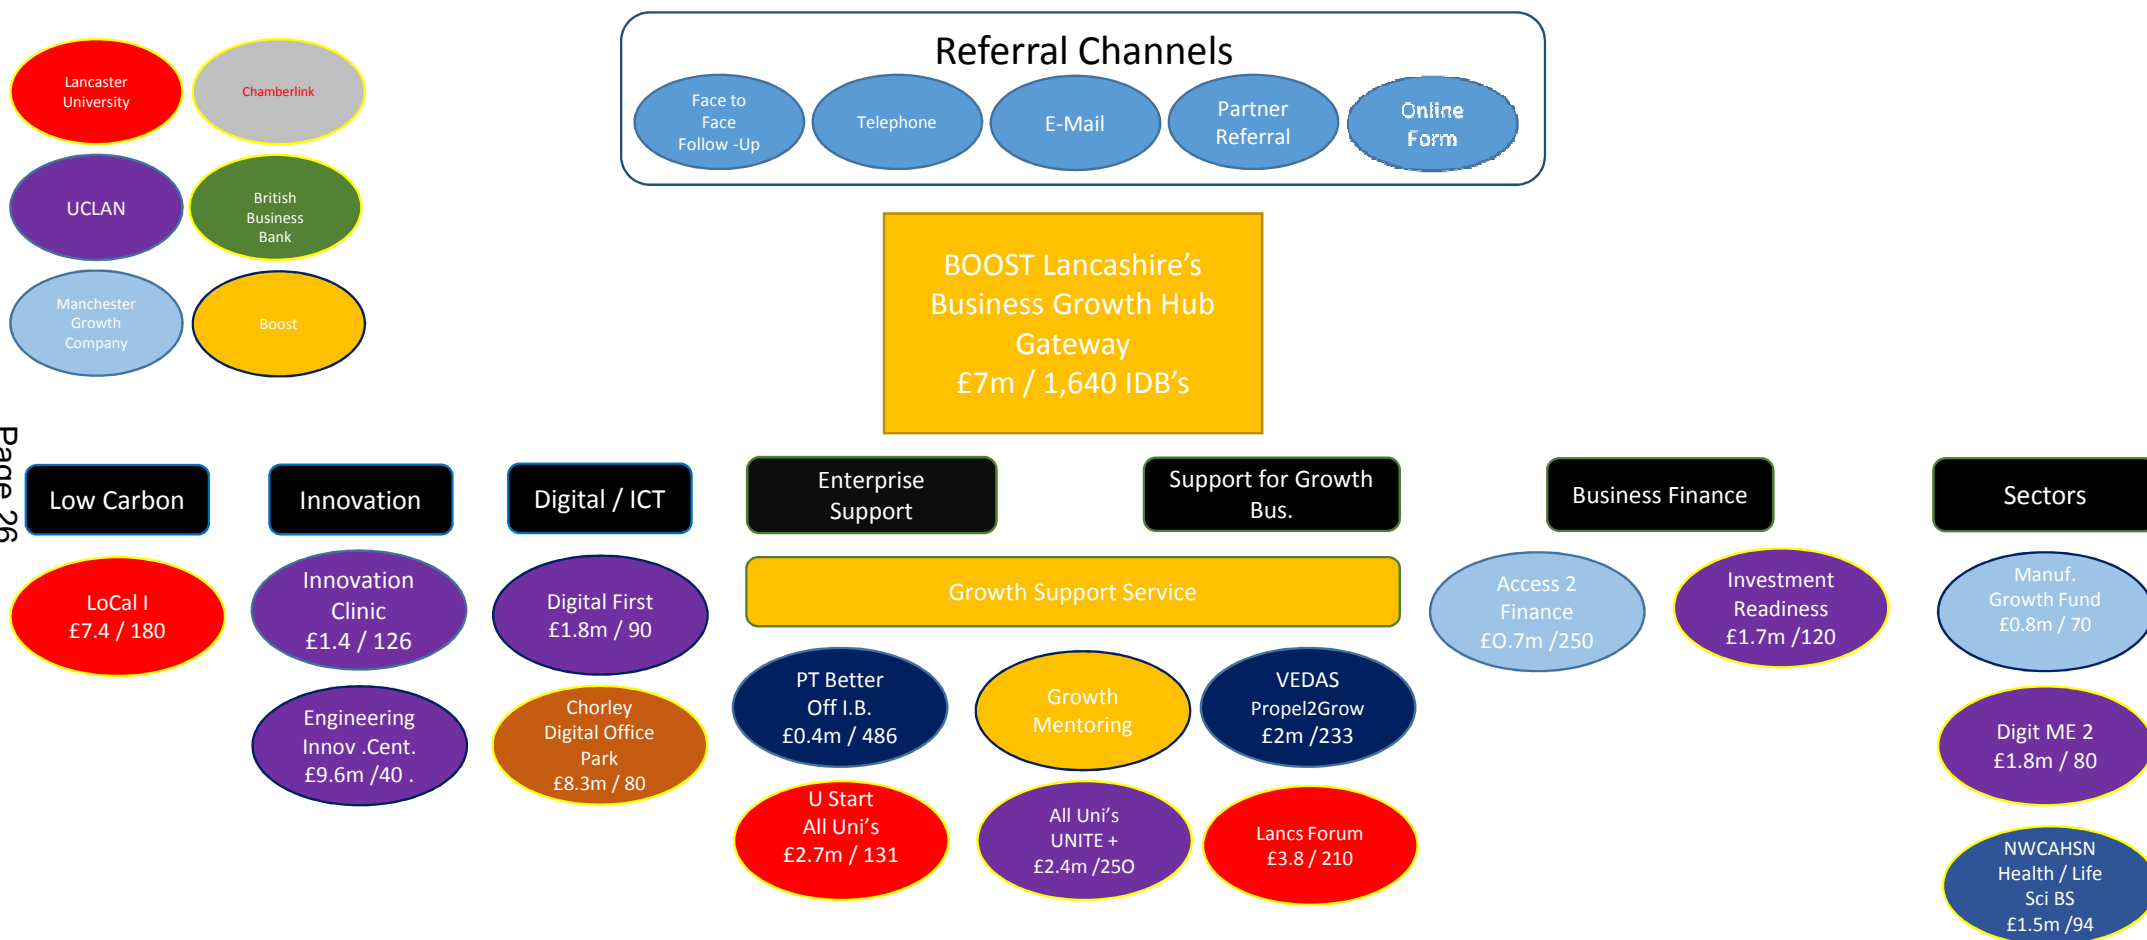 Referral Channels
Lancaster
University
Chamberlink
Face to
Face
Follow -Up
Telephone
E-Mail
Partner
Referral
Online
Form
UCLAN
British
Business
Bank
Manchester
Growth
Company
Boost
BOOST Lancashire’s
Business Growth Hub
Gateway
£7m / 1,640 IDB’s
Page 26
Low Carbon
Innovation
Digital / ICT
Enterprise
Support
Support for Growth
Bus.
Business Finance
Sectors
LoCal I
£7.4 / 180
Innovation
Clinic
£1.4 / 126
Digital First
£1.8m / 90
Growth Support Service
Access 2
Finance
£O.7m /250
Investment
Readiness
£1.7m /120
Manuf.
Growth Fund
£0.8m / 70
Engineering
Innov .Cent.
£9.6m /40 .
Chorley
Digital Office
Park
£8.3m / 80
PT Better
Off I.B.
£0.4m / 486
Growth
Mentoring
VEDAS
Propel2Grow
£2m /233
Digit ME 2
£1.8m / 80
U Start
All Uni’s
£2.7m / 131
All Uni’s
UNITE +
£2.4m /25O
Lancs Forum
£3.8 / 210
NWCAHSN
Health / Life
Sci BS
£1.5m /94